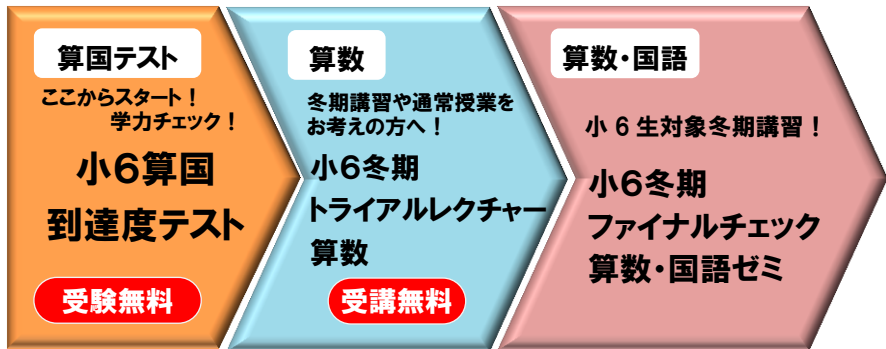 算国テスト
ここからスタート！
学力チェック！
小６算国
到達度テスト
受験無料
算数
冬期講習や通常授業を
お考えの方へ！
小６冬期
トライアルレクチャー
算数
受講無料
算数・国語
小 6 生対象冬期講習！
小６冬期
ファイナルチェック
算数・国語ゼミ